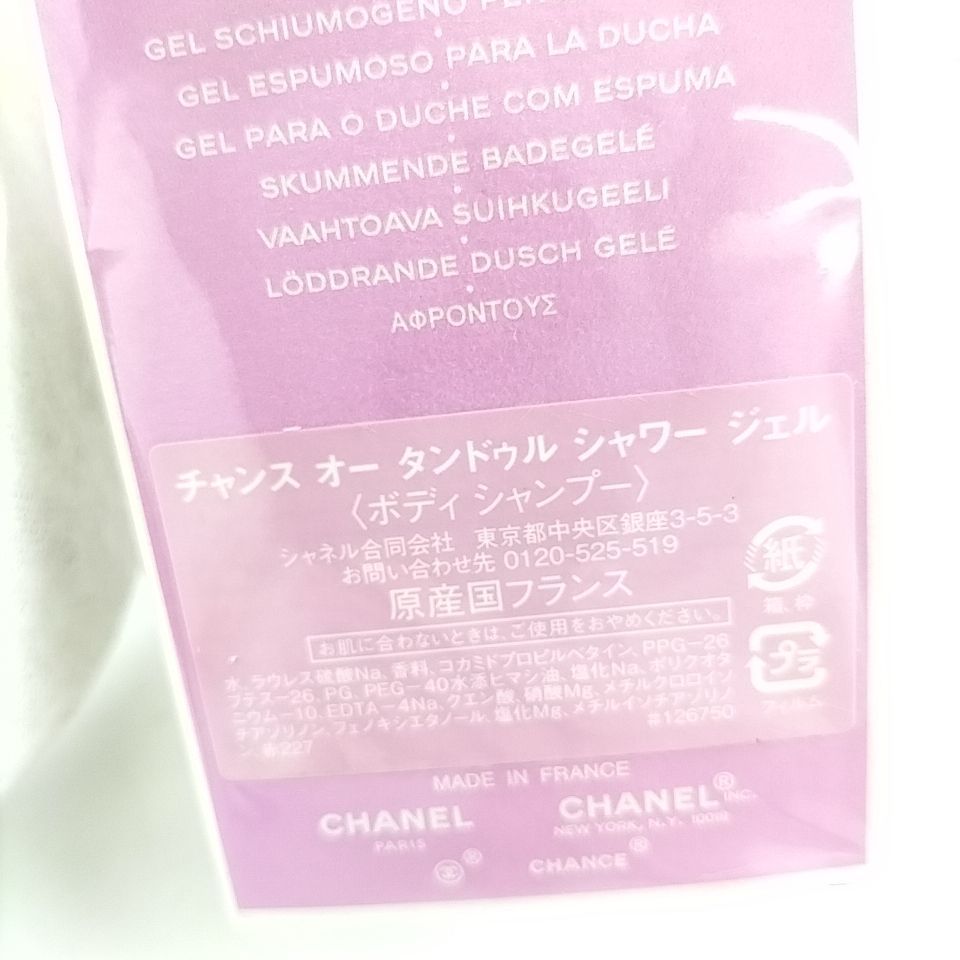 GEL SCHIUMOGENO PER
GEL ESPUMOSO PARA LA DUCHA
GEL PARA O DUCHE COM ESPUMA
SKUMMENDE BADEGELÉ
VAAHTOAVA SUIHKUGEELI
LÖDDRANDE DUSCH GELÉ
ΑΦΡΟΝΤΟΥΣ
チャンス オー タンドゥル シャワー ジェル
〈ボディ シャンプー〉
シャネル合同会社 東京都中央区銀座3-5-3
お問い合わせ先 0120-525-519
原産国フランス
お肌に合わないときは、ご使用をおやめください。
水、ラウレス硫酸Na、香料、コカミドプロピルベタイン、PPG-26
ブテス-26、PG、PEG-40水添ヒマシ油、塩化Na、ポリクオタ
ニウム-10、EDTA-4Na、クエン酸、硝酸Mg、メチルクロロイソ
チアゾリノン、フェノキシエタノール、塩化Mg、メチルイソチアゾリノ
ン、赤227 #126750
紙
箱、枠
プラ
フィルム
MADE IN FRANCE
CHANEL
PARIS
CHANEL® INC.
NEW YORK, N.Y. 10019
®
CHANCE®